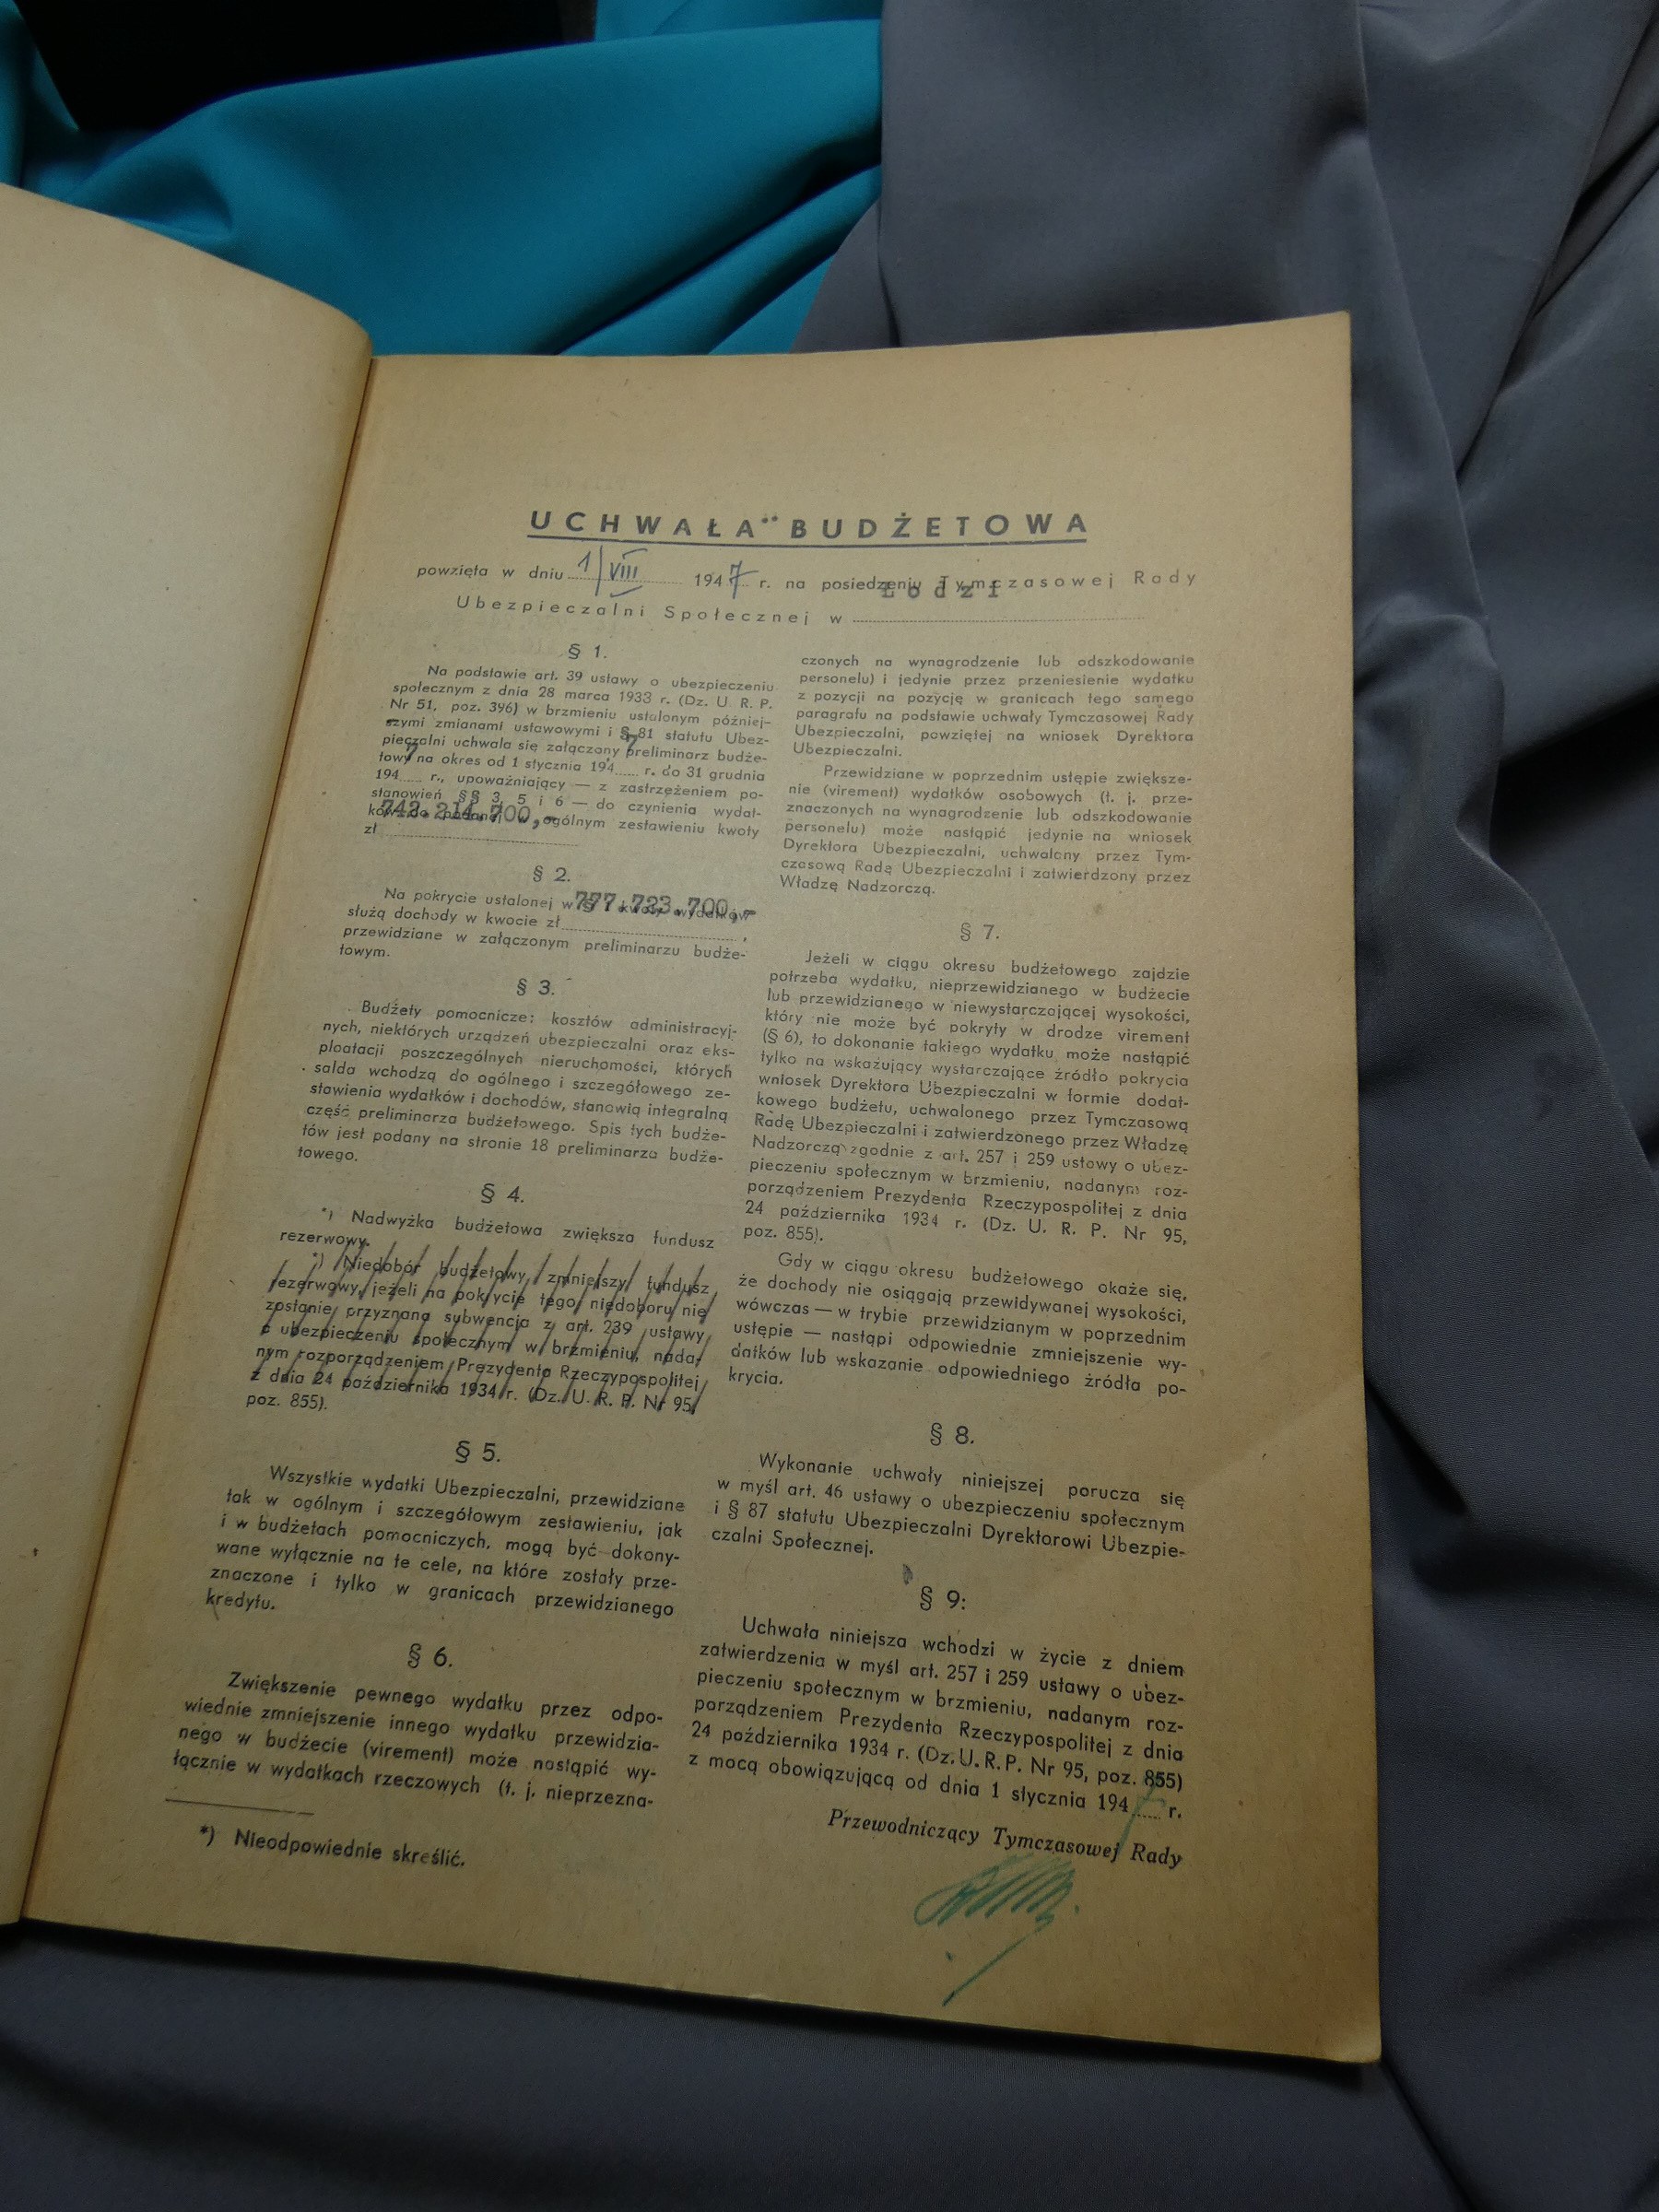 UCHWAŁA BUDŻETOWA
powzięta w dniu 1/VIII 1947 r. na posiedzeniu Tymczasowej Rady
Ubezpieczalni Społecznej w Łodzi
§ 1.
Na podstawie art. 39 ustawy o ubezpieczeniu
społecznym z dnia 28 marca 1933 r. (Dz. U. R. P.
Nr 51, poz. 396) w brzmieniu ustalonym później-
szymi zmianami ustawowymi i § 81 statutu Ubez-
pieczalni uchwala się załączony preliminarz budże-
towy na okres od 1 stycznia 1947 r. do 31 grudnia
1947 r., upoważniający — z zastrzeżeniem po-
stanowień §§ 3, 5 i 6 — do czynienia wydat-
ków do podanej w ogólnym zestawieniu kwoty
zł 742.214.700,-
§ 2.
Na pokrycie ustalonej w § 1 kwoty wydatków
służą dochody w kwocie zł 777.723.700,- ,
przewidziane w załączonym preliminarzu budże-
towym.
§ 3.
Budżety pomocnicze: kosztów administracyj-
nych, niektórych urządzeń ubezpieczalni oraz eks-
ploatacji poszczególnych nieruchomości, których
salda wchodzą do ogólnego i szczegółowego ze-
stawienia wydatków i dochodów, stanowią integralną
część preliminarza budżetowego. Spis tych budże-
tów jest podany na stronie 18 preliminarza budże-
towego.
§ 4.
*) Nadwyżka budżetowa zwiększa fundusz
rezerwowy.
*) Niedobór budżetowy zmniejszy fundusz
rezerwowy, jeżeli na pokrycie tego niedoboru nie
zostanie przyznana subwencja z art. 239 ustawy
o ubezpieczeniu społecznym w brzmieniu, nada-
nym rozporządzeniem Prezydenta Rzeczypospolitej
z dnia 24 października 1934 r. (Dz. U. R. P. Nr 95,
poz. 855).
§ 5.
Wszystkie wydatki Ubezpieczalni, przewidziane
tak w ogólnym i szczegółowym zestawieniu, jak
i w budżetach pomocniczych, mogą być dokony-
wane wyłącznie na te cele, na które zostały prze-
znaczone i tylko w granicach przewidzianego
kredytu.
§ 6.
Zwiększenie pewnego wydatku przez odpo-
wiednie zmniejszenie innego wydatku przewidzia-
nego w budżecie (virement) może nastąpić wy-
łącznie w wydatkach rzeczowych (t. j. nieprzezna-
*) Nieodpowiednie skreślić.
czonych na wynagrodzenie lub odszkodowanie
personelu) i jedynie przez przeniesienie wydatku
z pozycji na pozycję w granicach tego samego
paragrafu na podstawie uchwały Tymczasowej Rady
Ubezpieczalni, powziętej na wniosek Dyrektora
Ubezpieczalni.
Przewidziane w poprzednim ustępie zwiększe-
nie (virement) wydatków osobowych (t. j. prze-
znaczonych na wynagrodzenie lub odszkodowanie
personelu) może nastąpić jedynie na wniosek
Dyrektora Ubezpieczalni, uchwalony przez Tym-
czasową Radę Ubezpieczalni i zatwierdzony przez
Władzę Nadzorczą.
§ 7.
Jeżeli w ciągu okresu budżetowego zajdzie
potrzeba wydatku, nieprzewidzianego w budżecie
lub przewidzianego w niewystarczającej wysokości,
który nie może być pokryty w drodze virement
(§ 6), to dokonanie takiego wydatku może nastąpić
tylko na wskazujący wystarczające źródło pokrycia
wniosek Dyrektora Ubezpieczalni w formie dodat-
kowego budżetu, uchwalonego przez Tymczasową
Radę Ubezpieczalni i zatwierdzonego przez Władzę
Nadzorczą zgodnie z art. 257 i 259 ustawy o ubez-
pieczeniu społecznym w brzmieniu, nadanym roz-
porządzeniem Prezydenta Rzeczypospolitej z dnia
24 października 1934 r. (Dz. U. R. P. Nr 95,
poz. 855).
Gdy w ciągu okresu budżetowego okaże się,
że dochody nie osiągają przewidywanej wysokości,
wówczas — w trybie przewidzianym w poprzednim
ustępie — nastąpi odpowiednie zmniejszenie wy-
datków lub wskazanie odpowiedniego źródła po-
krycia.
§ 8.
Wykonanie uchwały niniejszej porucza się
w myśl art. 46 ustawy o ubezpieczeniu społecznym
i § 87 statutu Ubezpieczalni Dyrektorowi Ubezpie-
czalni Społecznej.
§ 9.
Uchwała niniejsza wchodzi w życie z dniem
zatwierdzenia w myśl art. 257 i 259 ustawy o ubez-
pieczeniu społecznym w brzmieniu, nadanym roz-
porządzeniem Prezydenta Rzeczypospolitej z dnia
24 października 1934 r. (Dz. U. R. P. Nr 95, poz. 855)
z mocą obowiązującą od dnia 1 stycznia 1947 r.
Przewodniczący Tymczasowej Rady